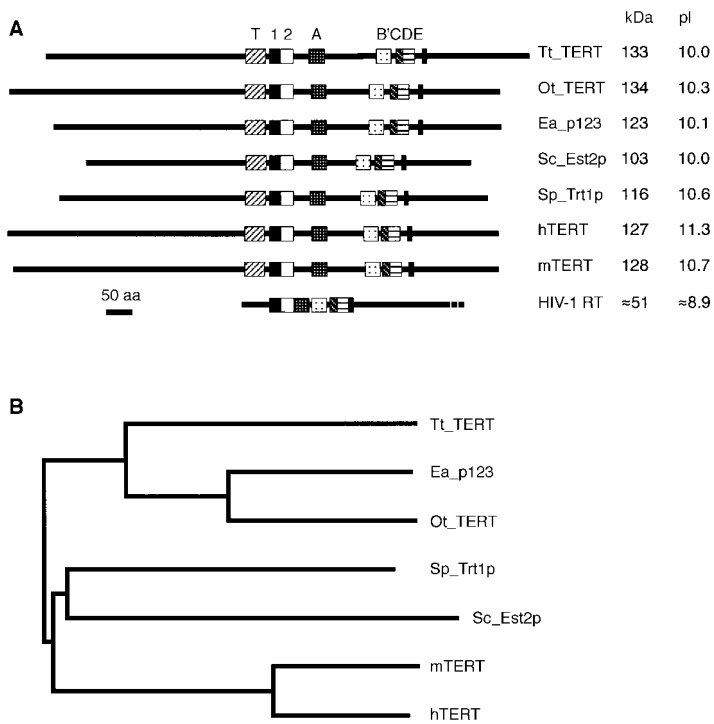 kDa pI
A T 1 2 A B'CDE
Tt_TERT 133 10.0
Ot_TERT 134 10.3
Ea_p123 123 10.1
Sc_Est2p 103 10.0
Sp_Trt1p 116 10.6
hTERT 127 11.3
mTERT 128 10.7
50 aa
HIV-1 RT ≈51 ≈8.9
B
Tt_TERT
Ea_p123
Ot_TERT
Sp_Trt1p
Sc_Est2p
mTERT
hTERT